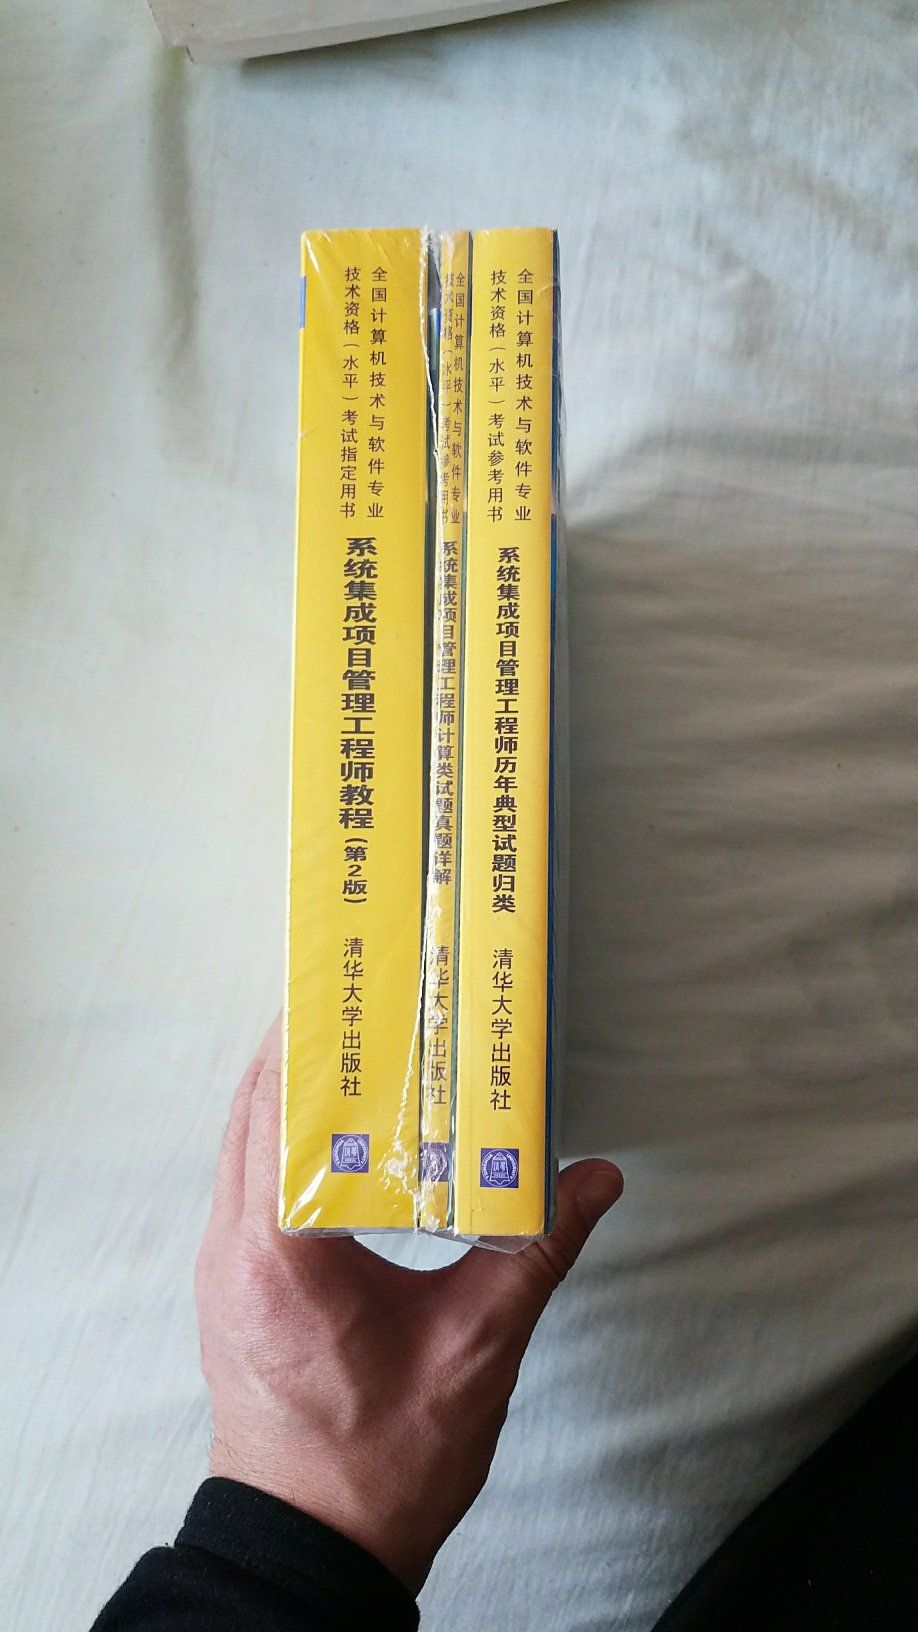 全国计算机技术与软件专业
技术资格（水平）考试指定用书
系统集成项目管理工程师教程（第2版）
清华大学出版社
全国计算机技术与软件专业
技术资格（水平）考试参考用书
系统集成项目管理工程师计算类试题真题详解
清华大学出版社
全国计算机技术与软件专业
技术资格（水平）考试参考用书
系统集成项目管理工程师历年典型试题归类
清华大学出版社